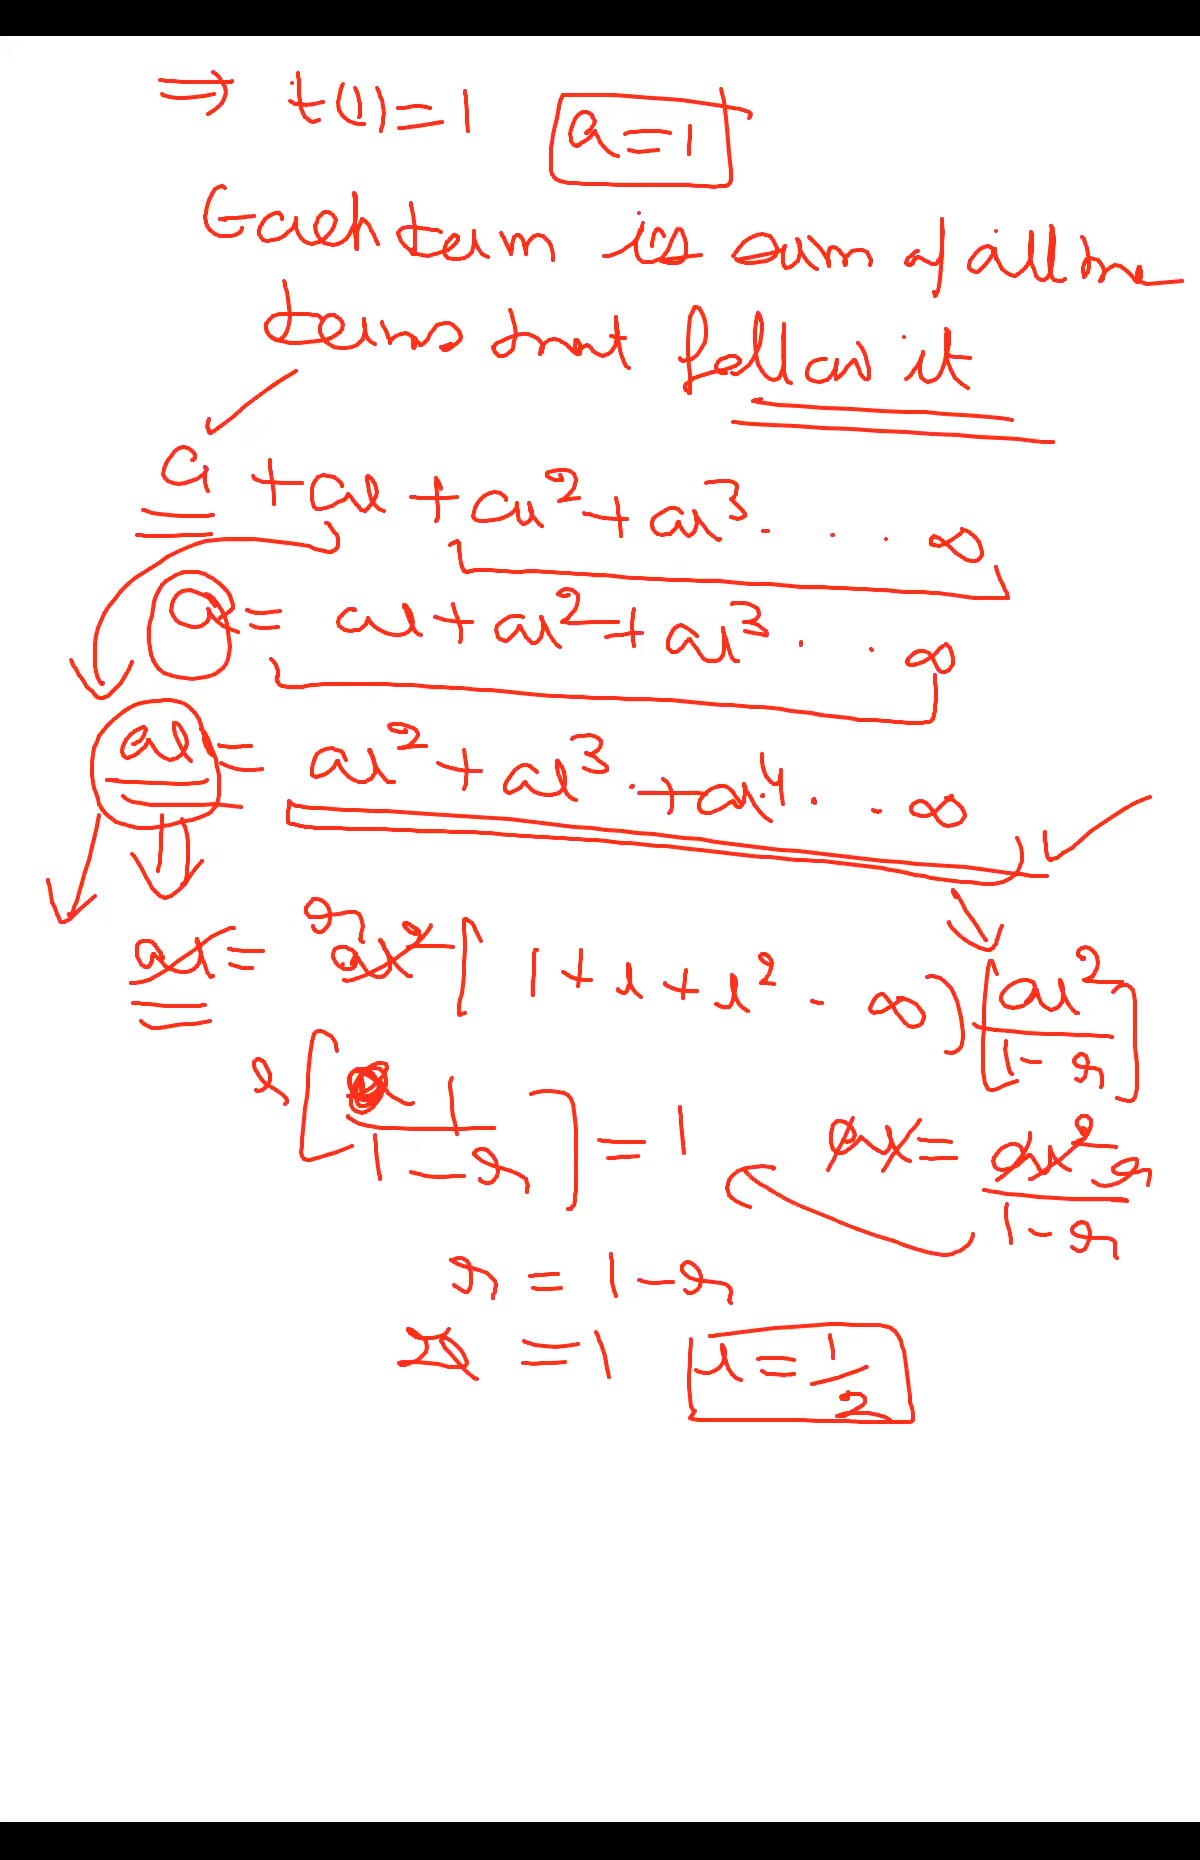 ⇒ t(1) = 1   a = 1
Each term is sum of all the
terms that follow it
a + ar + ar² + ar³ . . . ∞
a = ar + ar² + ar³ . . . ∞
ar = ar² + ar³ + ar⁴ . . . ∞
ar = ar² [ 1 + r + r² - ∞ ) [ ar² / 1 - r ]
r
r [ 1 / 1 - r ] = 1   ar = ar² r / 1 - r
r = 1 - r
2r = 1   r = 1/2